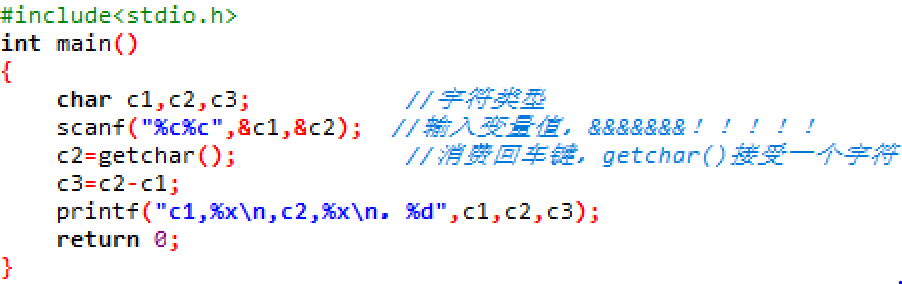 #include<stdio.h>
int main()
{
    char c1,c2,c3;            //字符类型
    scanf("%c%c",&c1,&c2);  //输入变量值，&&&&&&&！！！！！
    c2=getchar();            //消费回车键，getchar()接受一个字符
    c3=c2-c1;
    printf("c1,%x\n,c2,%x\n. %d",c1,c2,c3);
    return 0;
}